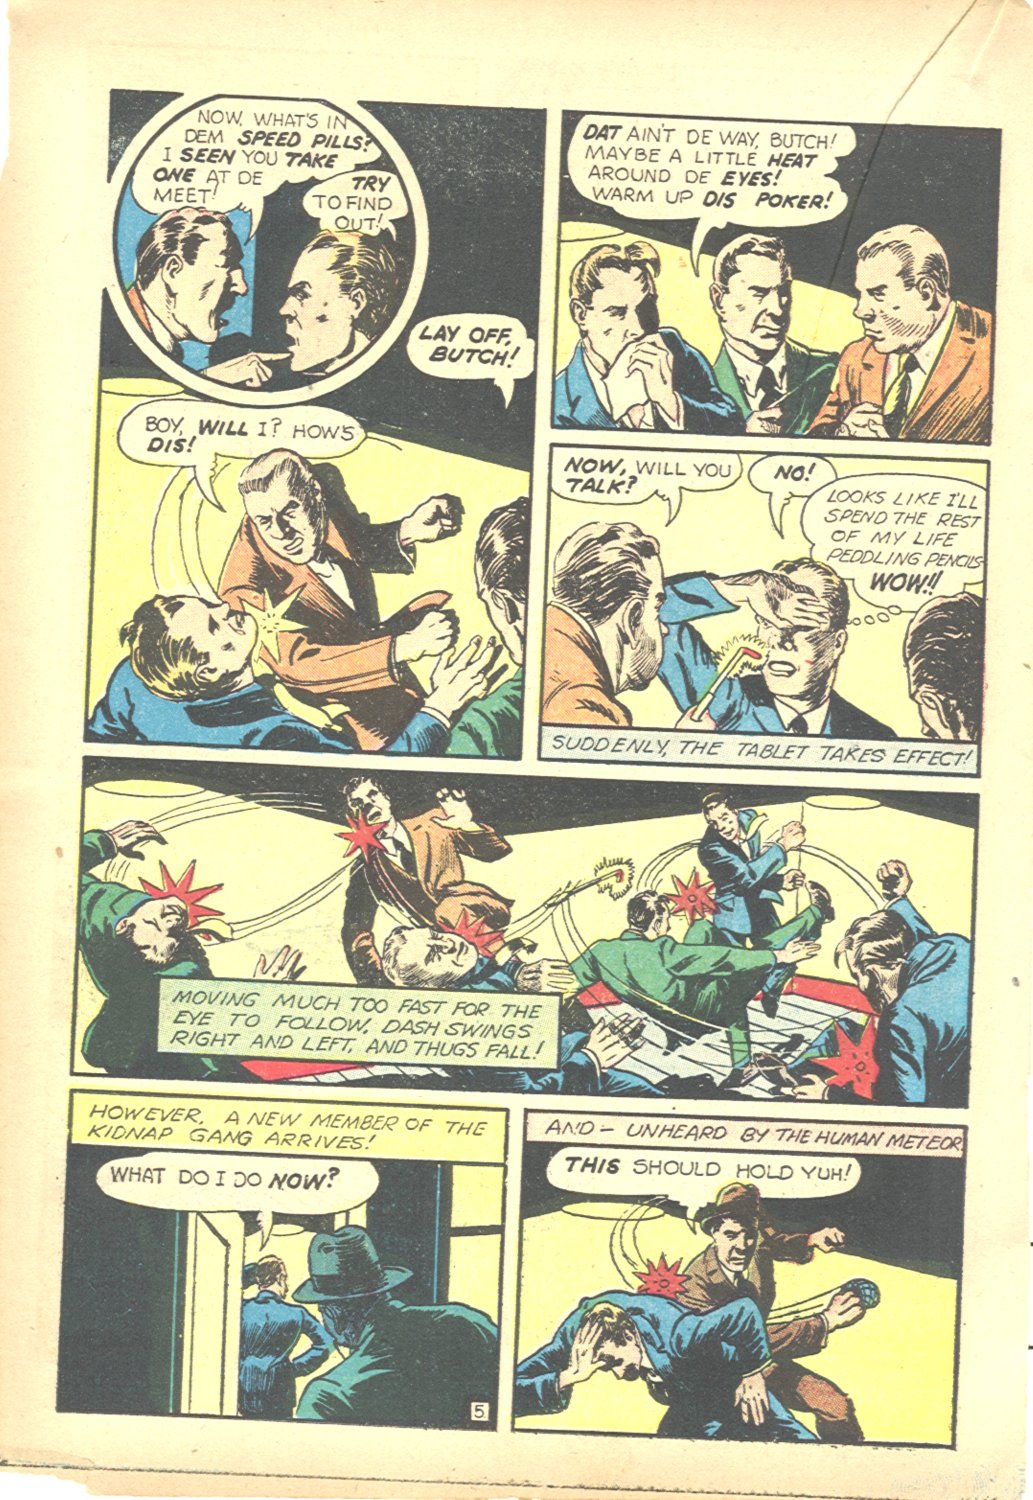 NOW, WHAT'S IN
DEM SPEED PILLS?
I SEEN YOU TAKE
ONE AT DE
MEET!
TRY
TO FIND
OUT!
LAY OFF,
BUTCH!
BOY, WILL I? HOW'S
DIS!
DAT AIN'T DE WAY, BUTCH!
MAYBE A LITTLE HEAT
AROUND DE EYES!
WARM UP DIS POKER!
NOW, WILL YOU
TALK?
NO!
LOOKS LIKE I'LL
SPEND THE REST
OF MY LIFE
PEDDLING PENCILS-
WOW!!
SUDDENLY, THE TABLET TAKES EFFECT!
MOVING MUCH TOO FAST FOR THE
EYE TO FOLLOW, DASH SWINGS
RIGHT AND LEFT, AND THUGS FALL!
HOWEVER, A NEW MEMBER OF THE
KIDNAP GANG ARRIVES!
WHAT DO I DO NOW?
5
AND - UNHEARD BY THE HUMAN METEOR,
THIS SHOULD HOLD YUH!